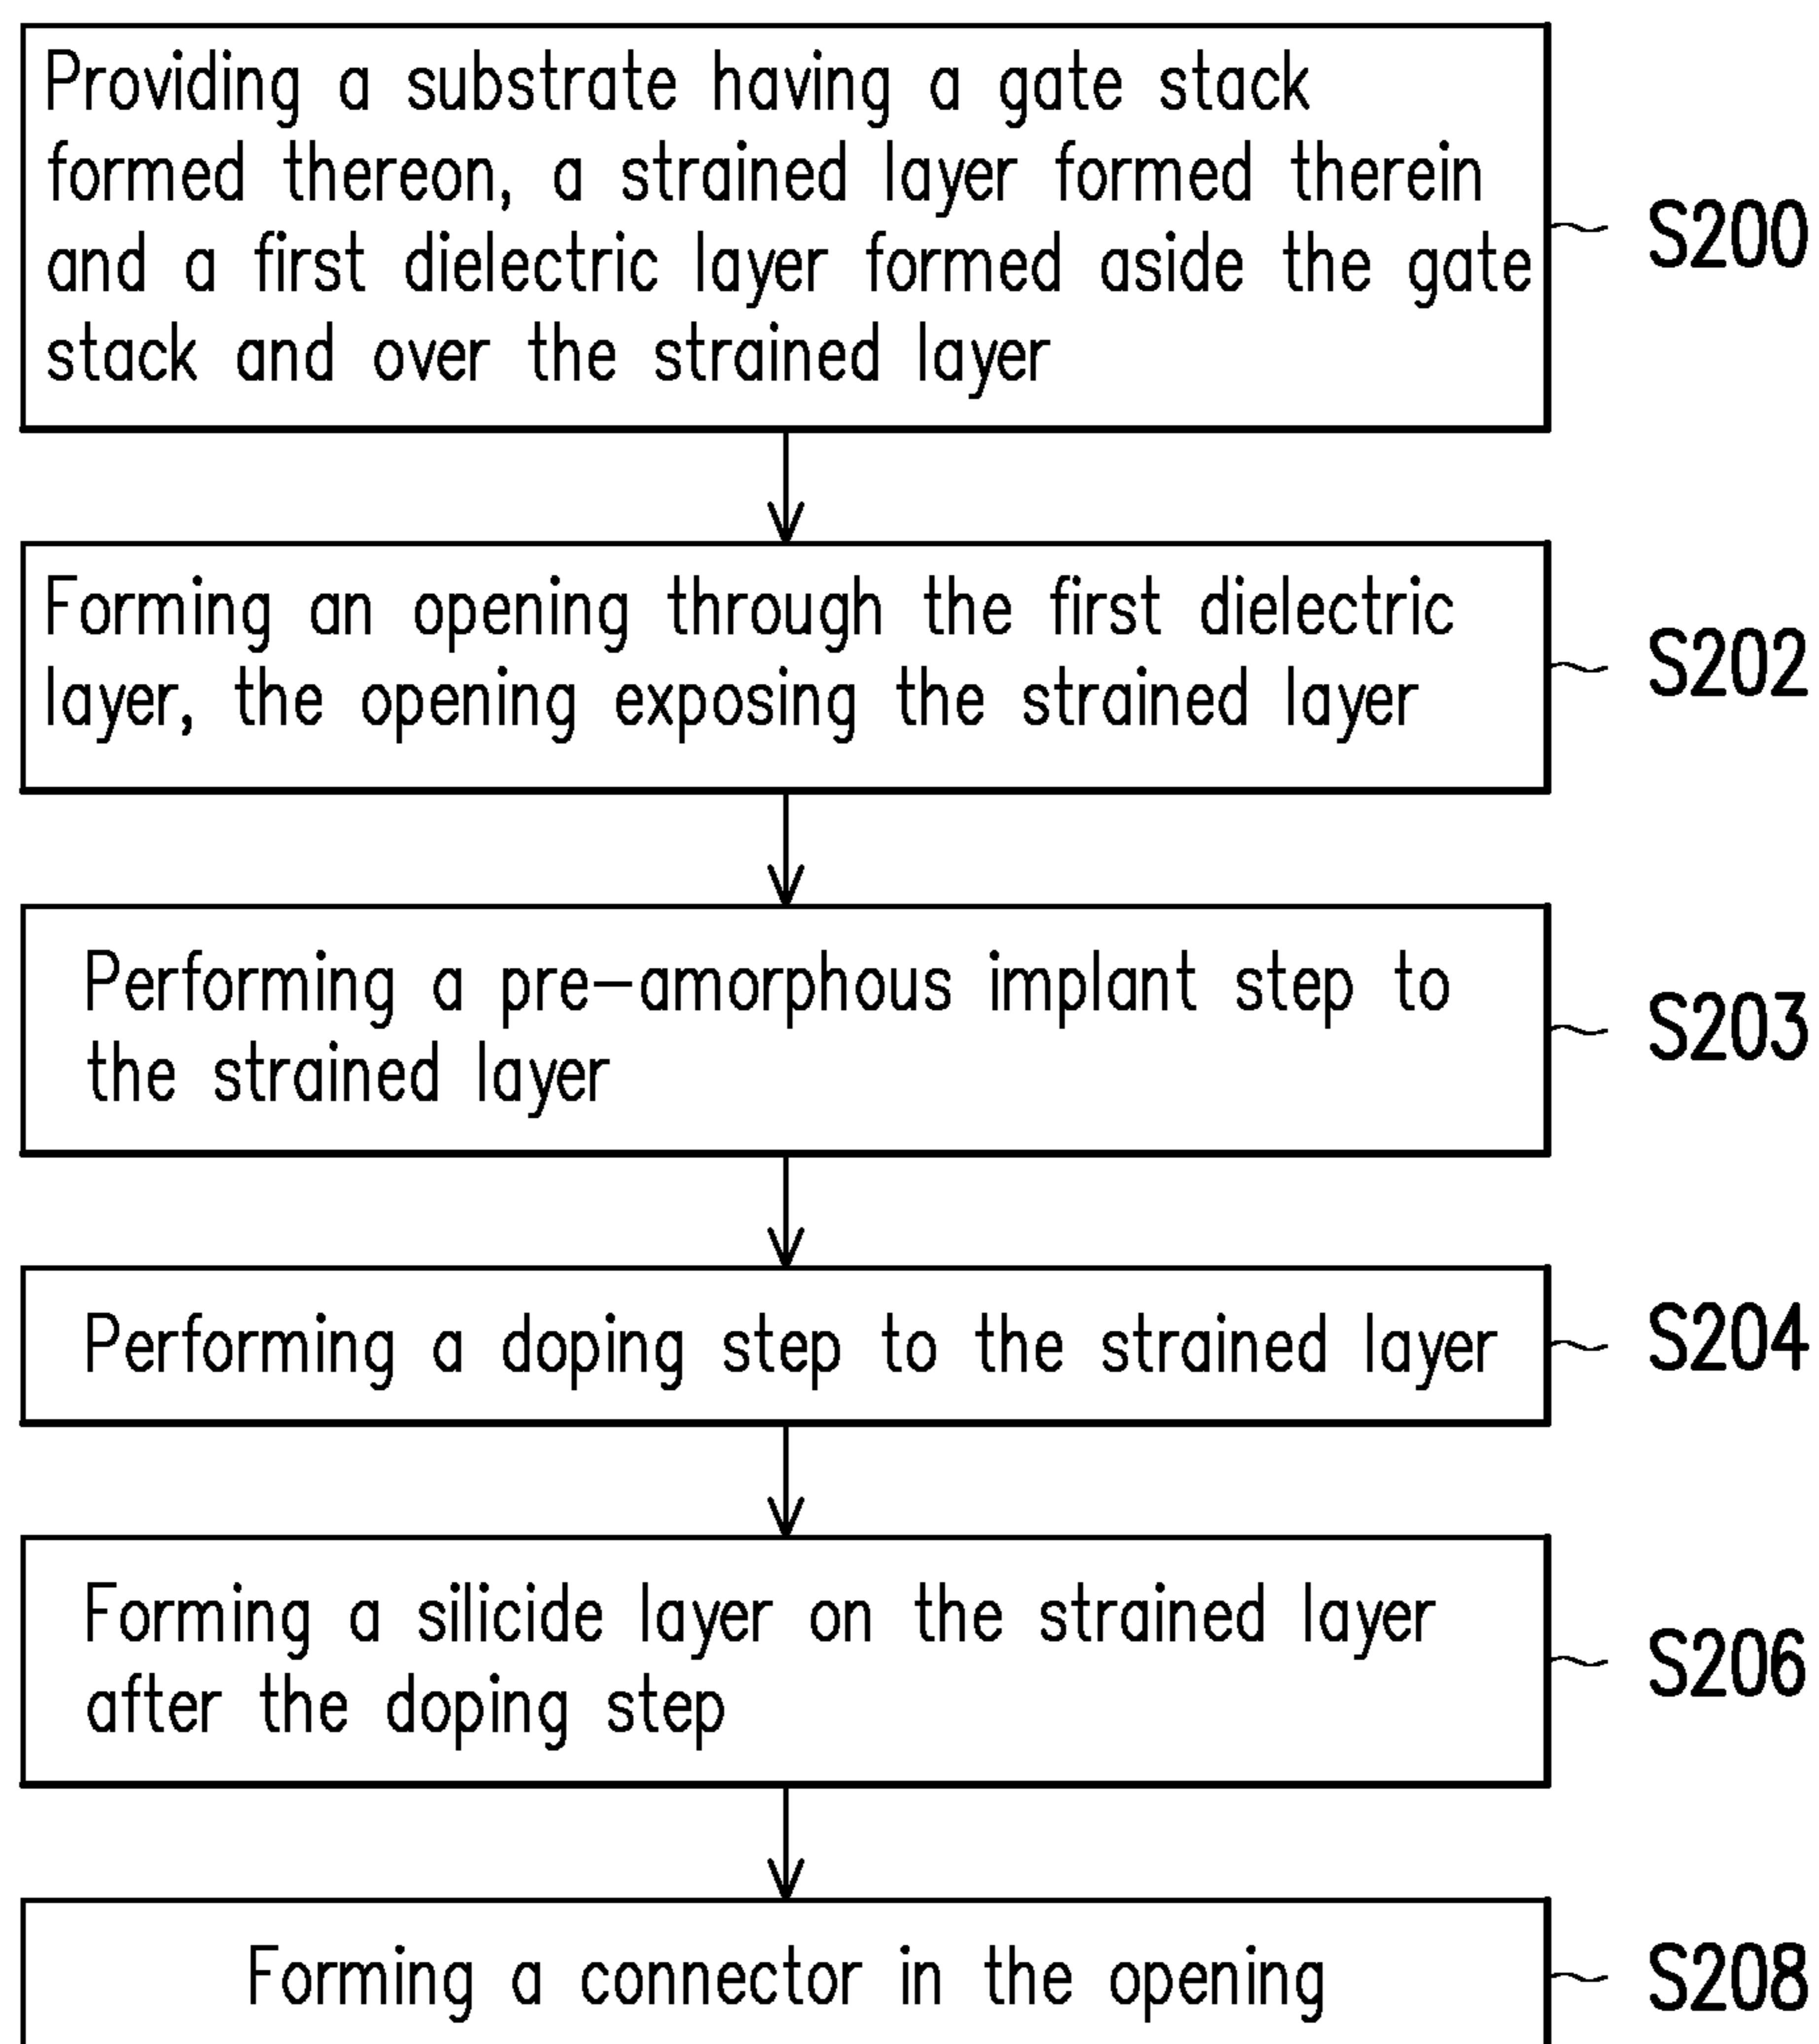 Providing a substrate having a gate stack
formed thereon, a strained layer formed therein
and a first dielectric layer formed aside the gate
stack and over the strained layer
S200
Forming an opening through the first dielectric
layer, the opening exposing the strained layer
S202
Performing a pre-amorphous implant step to
the strained layer
S203
Performing a doping step to the strained layer
S204
Forming a silicide layer on the strained layer
after the doping step
S206
Forming a connector in the opening
S208